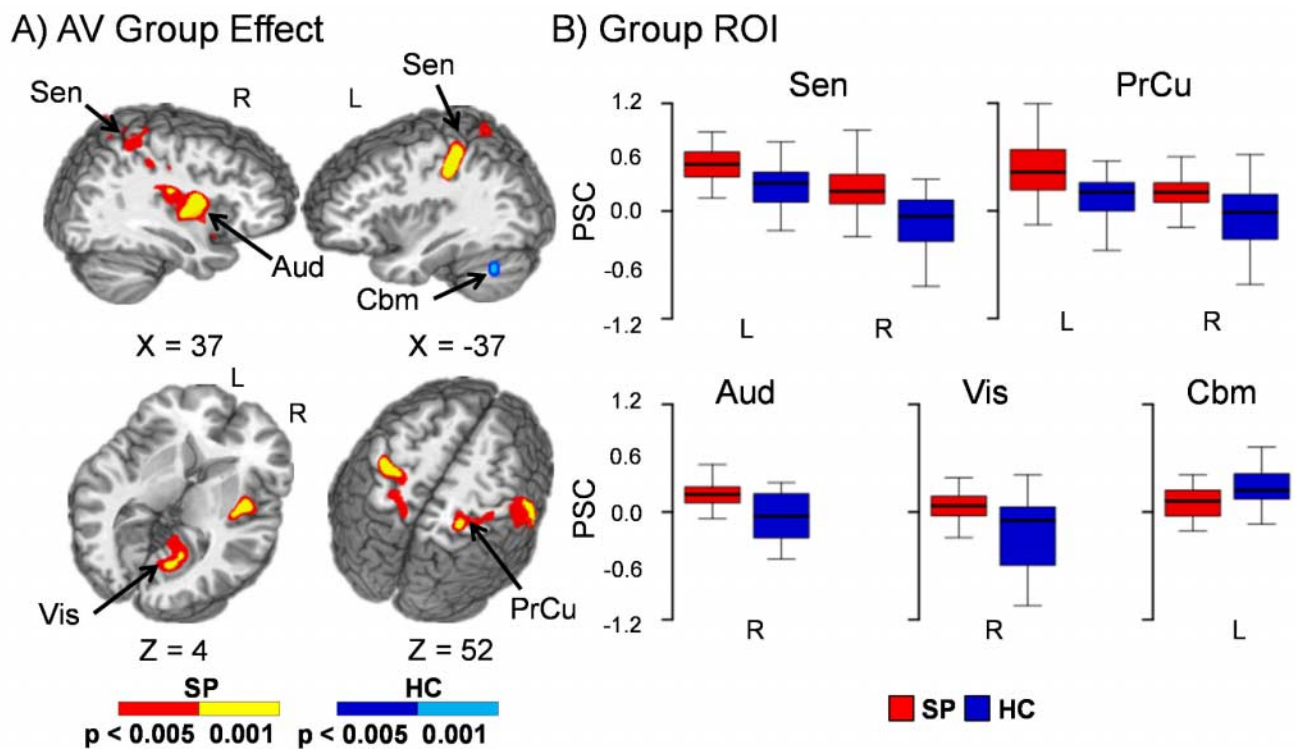 A) AV Group Effect
Sen
R
L
Sen
Aud
Cbm
X = 37
X = -37
L
R
Vis
PrCu
Z = 4
Z = 52
SP
HC
p < 0.005 0.001
p < 0.005 0.001
B) Group ROI
Sen
PrCu
1.2
0.6
0.0
-0.6
-1.2
PSC
L
R
L
R
Aud
Vis
Cbm
1.2
0.6
0.0
-0.6
-1.2
PSC
R
R
L
SP
HC